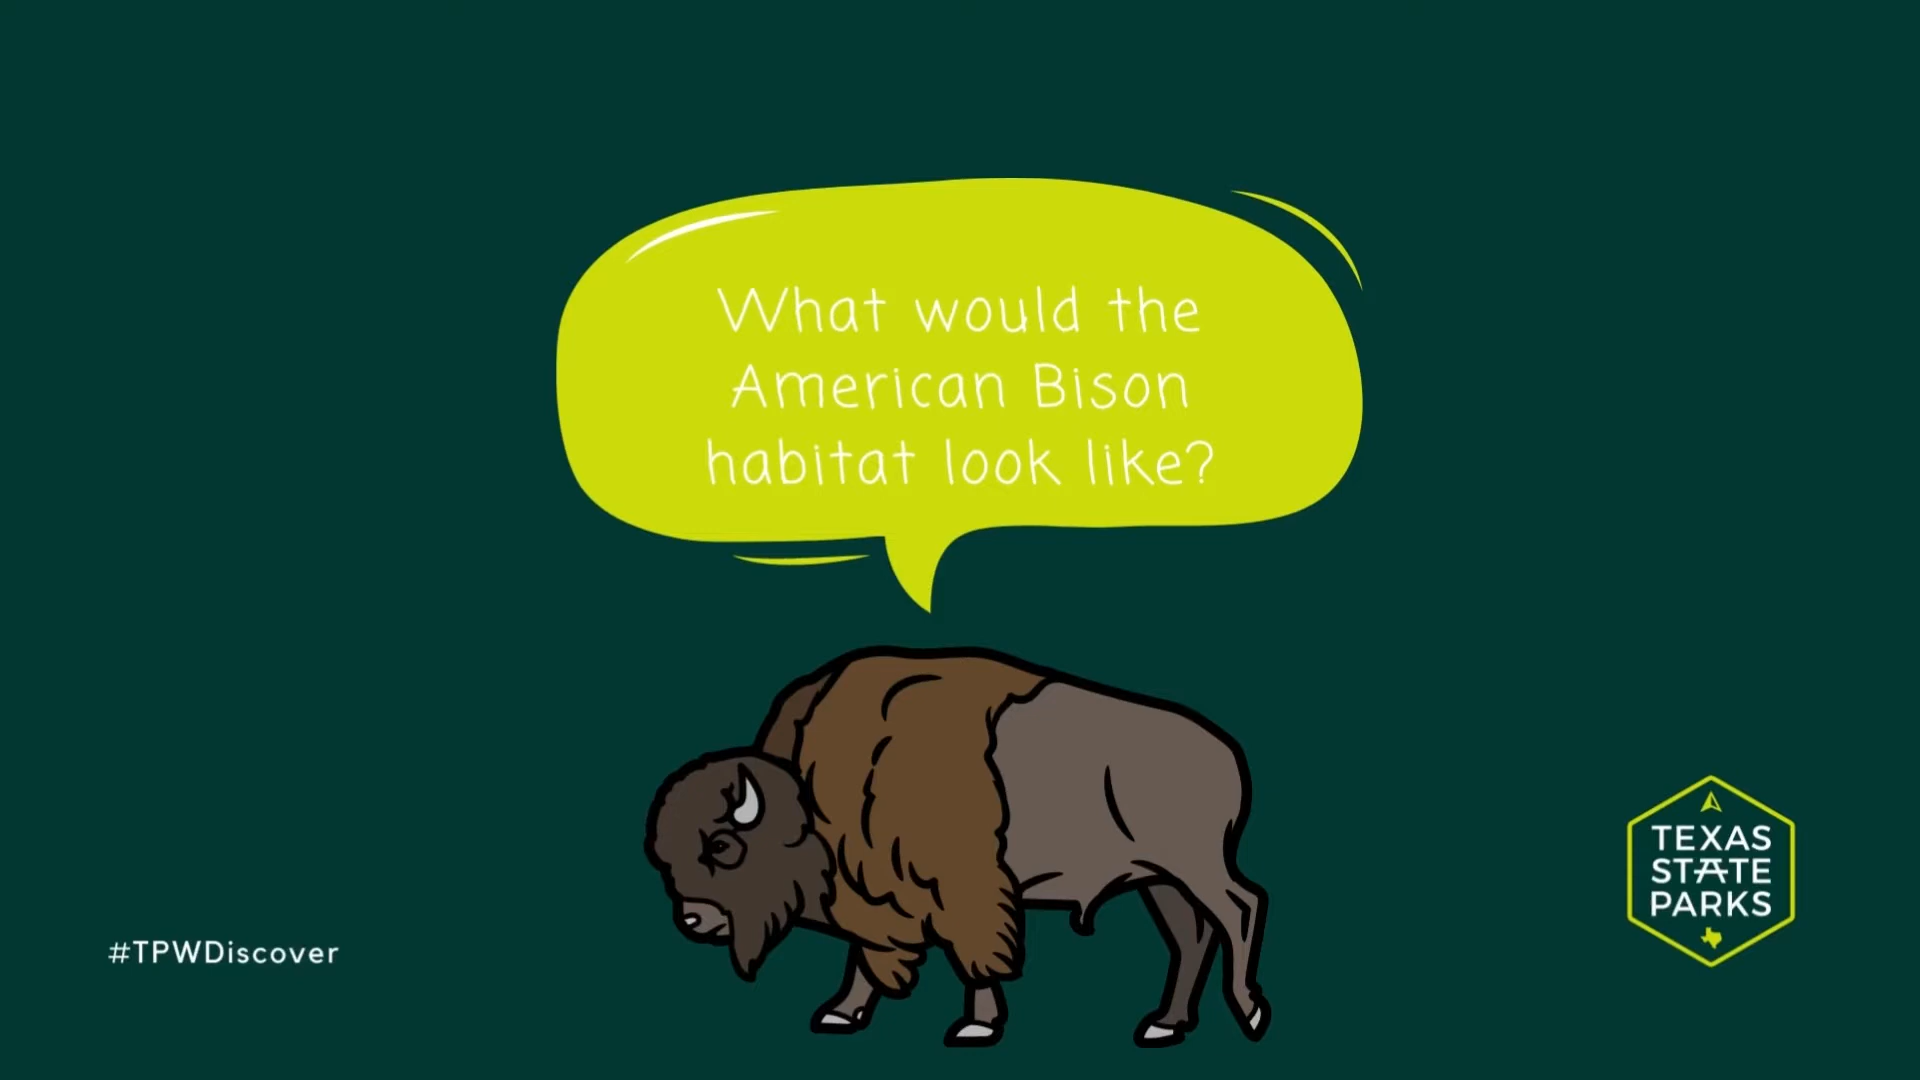 What would the
American Bison
habitat look like?
#TPWDiscover
TEXAS
STATE
PARKS